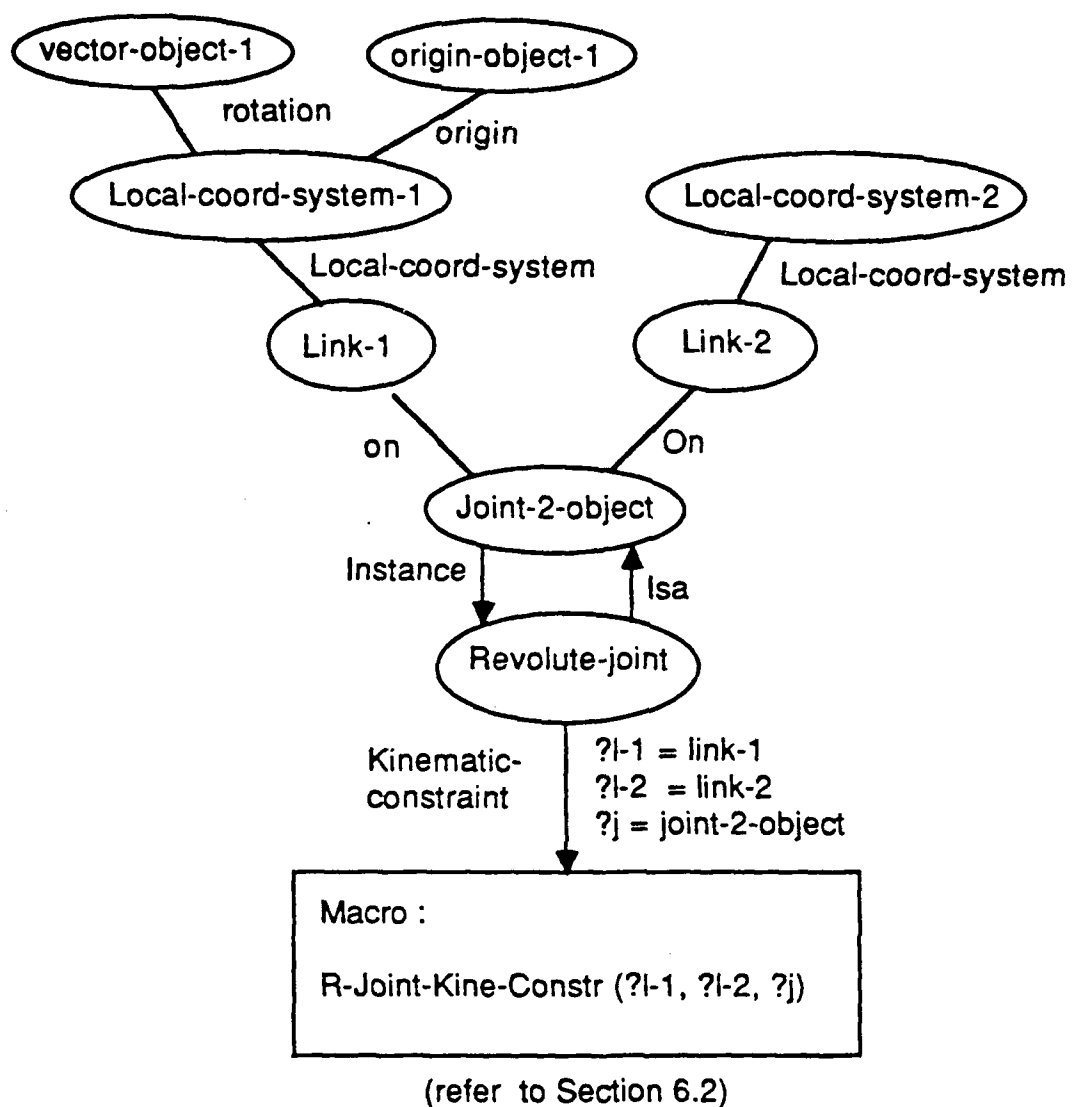 vector-object-1
origin-object-1
rotation
origin
Local-coord-system-1
Local-coord-system-2
Local-coord-system
Local-coord-system
Link-1
Link-2
on
On
Joint-2-object
Instance
Isa
Revolute-joint
Kinematic-
constraint
?l-1 = link-1
?l-2 = link-2
?j = joint-2-object
Macro :
R-Joint-Kine-Constr (?l-1, ?l-2, ?j)
(refer to Section 6.2)